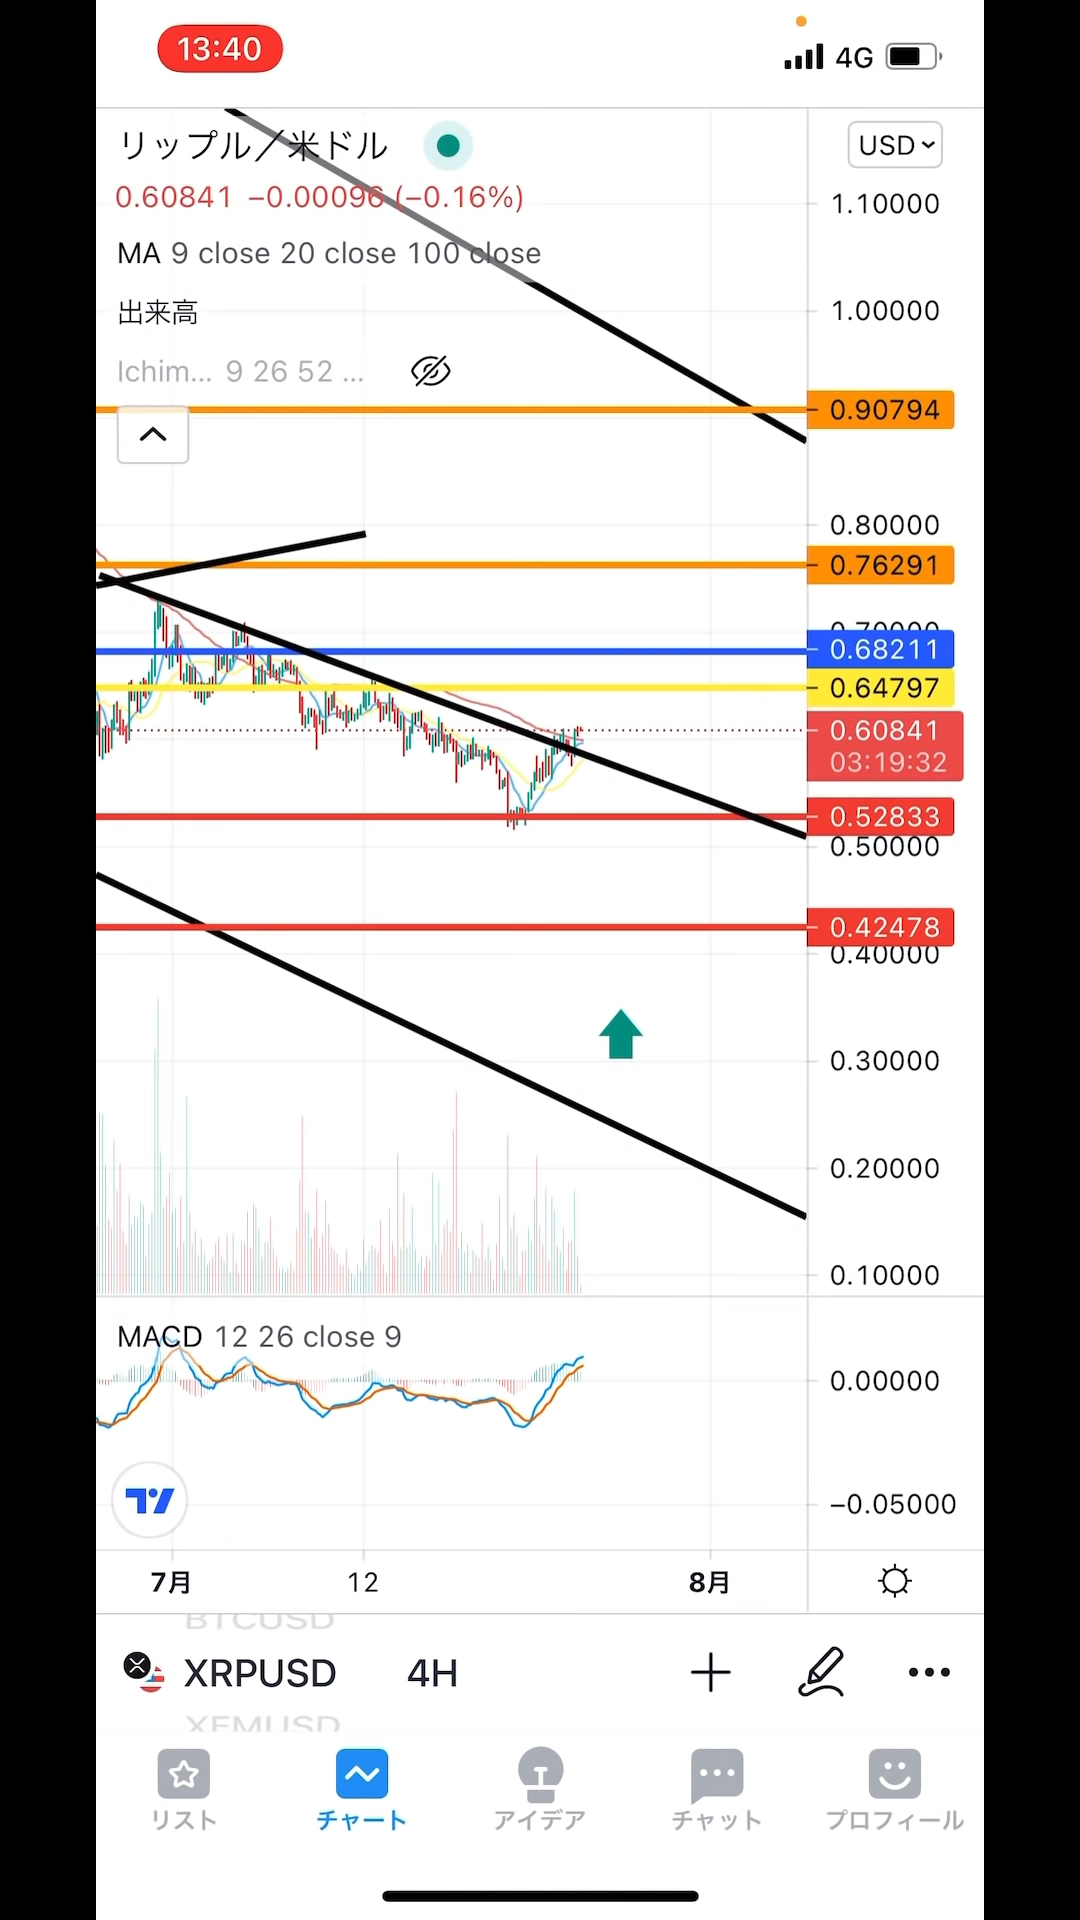 13:40
4G
リップル／米ドル
USD
0.60841 −0.00096 (−0.16%)
1.10000
MA 9 close 20 close 100 close
出来高
1.00000
Ichim... 9 26 52 ...
0.90794
0.80000
0.76291
0.70000
0.68211
0.64797
0.60841
03:19:32
0.52833
0.50000
0.42478
0.40000
0.30000
0.20000
0.10000
MACD 12 26 close 9
0.00000
−0.05000
7月 12 8月
BTCUSD
XRPUSD 4H
XEMUSD
リスト チャート アイデア チャット プロフィール